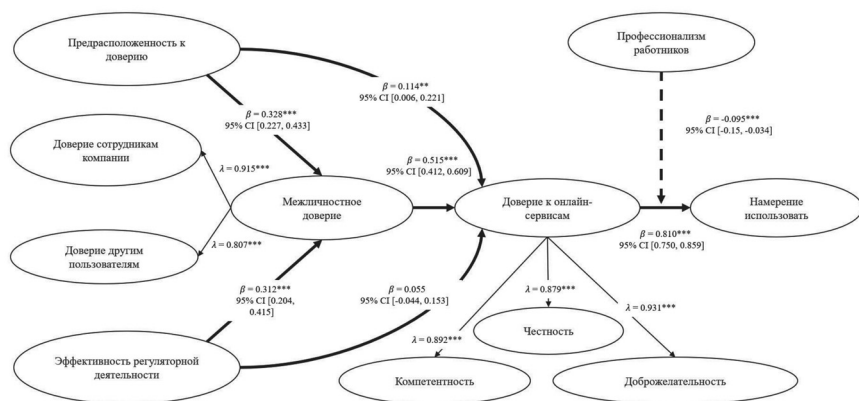 Предрасположенность к
доверию
Профессионализм
работников
β = 0.114**
95% CI [0.006, 0.221]
β = 0.328***
95% CI [0.227, 0.433]
β = -0.095***
95% CI [-0.15, -0.034]
Доверие сотрудникам
компании
λ = 0.915***
β = 0.515***
95% CI [0.412, 0.609]
Межличностное
доверие
Доверие к онлайн-
сервисам
Намерение
использовать
λ = 0.807***
β = 0.810***
95% CI [0.750, 0.859]
Доверие другим
пользователям
β = 0.312***
95% CI [0.204,
0.415]
β = 0.055
95% CI [-0.044, 0.153]
λ = 0.879***
λ = 0.931***
Честность
λ = 0.892***
Эффективность регуляторной
деятельности
Компетентность
Доброжелательность